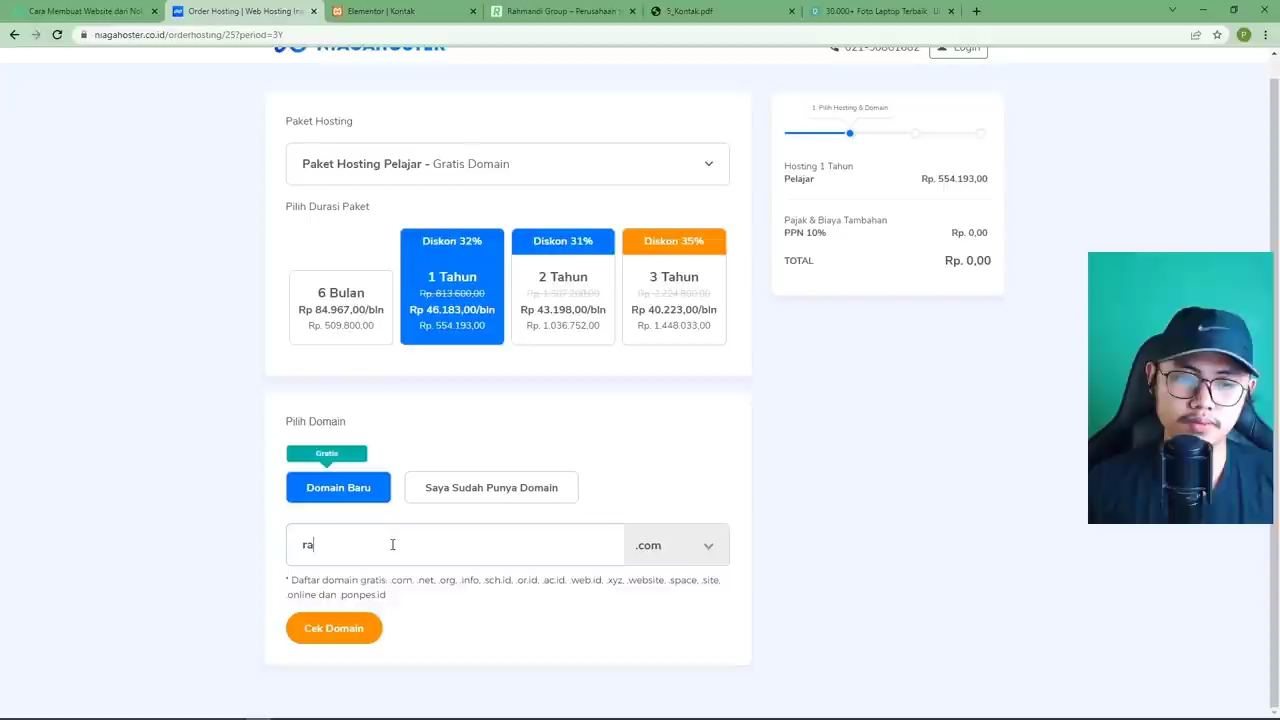 Cara Membuat Website dari No
Order Hosting | Web Hosting In
Elementor | Kontak
Rahmandi Group – Perusahaan
5_Kontak.pdf
30.000+ Foto Laptop Terbaik
niagahoster.co.id/orderhosting/25?period=3Y
P
NIAGAHOSTER
Login
Paket Hosting
Paket Hosting Pelajar - Gratis Domain
Pilih Durasi Paket
Diskon 32%
Diskon 31%
Diskon 35%
6 Bulan
Rp 84.967,00/bln
Rp. 509.800,00
1 Tahun
Rp. 813.600,00
Rp 46.183,00/bln
Rp. 554.193,00
2 Tahun
Rp 43.198,00/bln
Rp. 1.036.752,00
3 Tahun
Rp 40.223,00/bln
Rp. 1.448.033,00
Pilih Domain
Gratis
Domain Baru
Saya Sudah Punya Domain
ra
.com
* Daftar domain gratis: .com, .net, .org, .info, .sch.id, .or.id, .ac.id, .web.id, .xyz, .website, .space, .site,
.online dan .ponpes.id
Cek Domain
1. Pilih Hosting & Domain
Hosting 1 Tahun
Pelajar Rp. 554.193,00
Pajak & Biaya Tambahan
PPN 10% Rp. 0,00
TOTAL Rp. 0,00